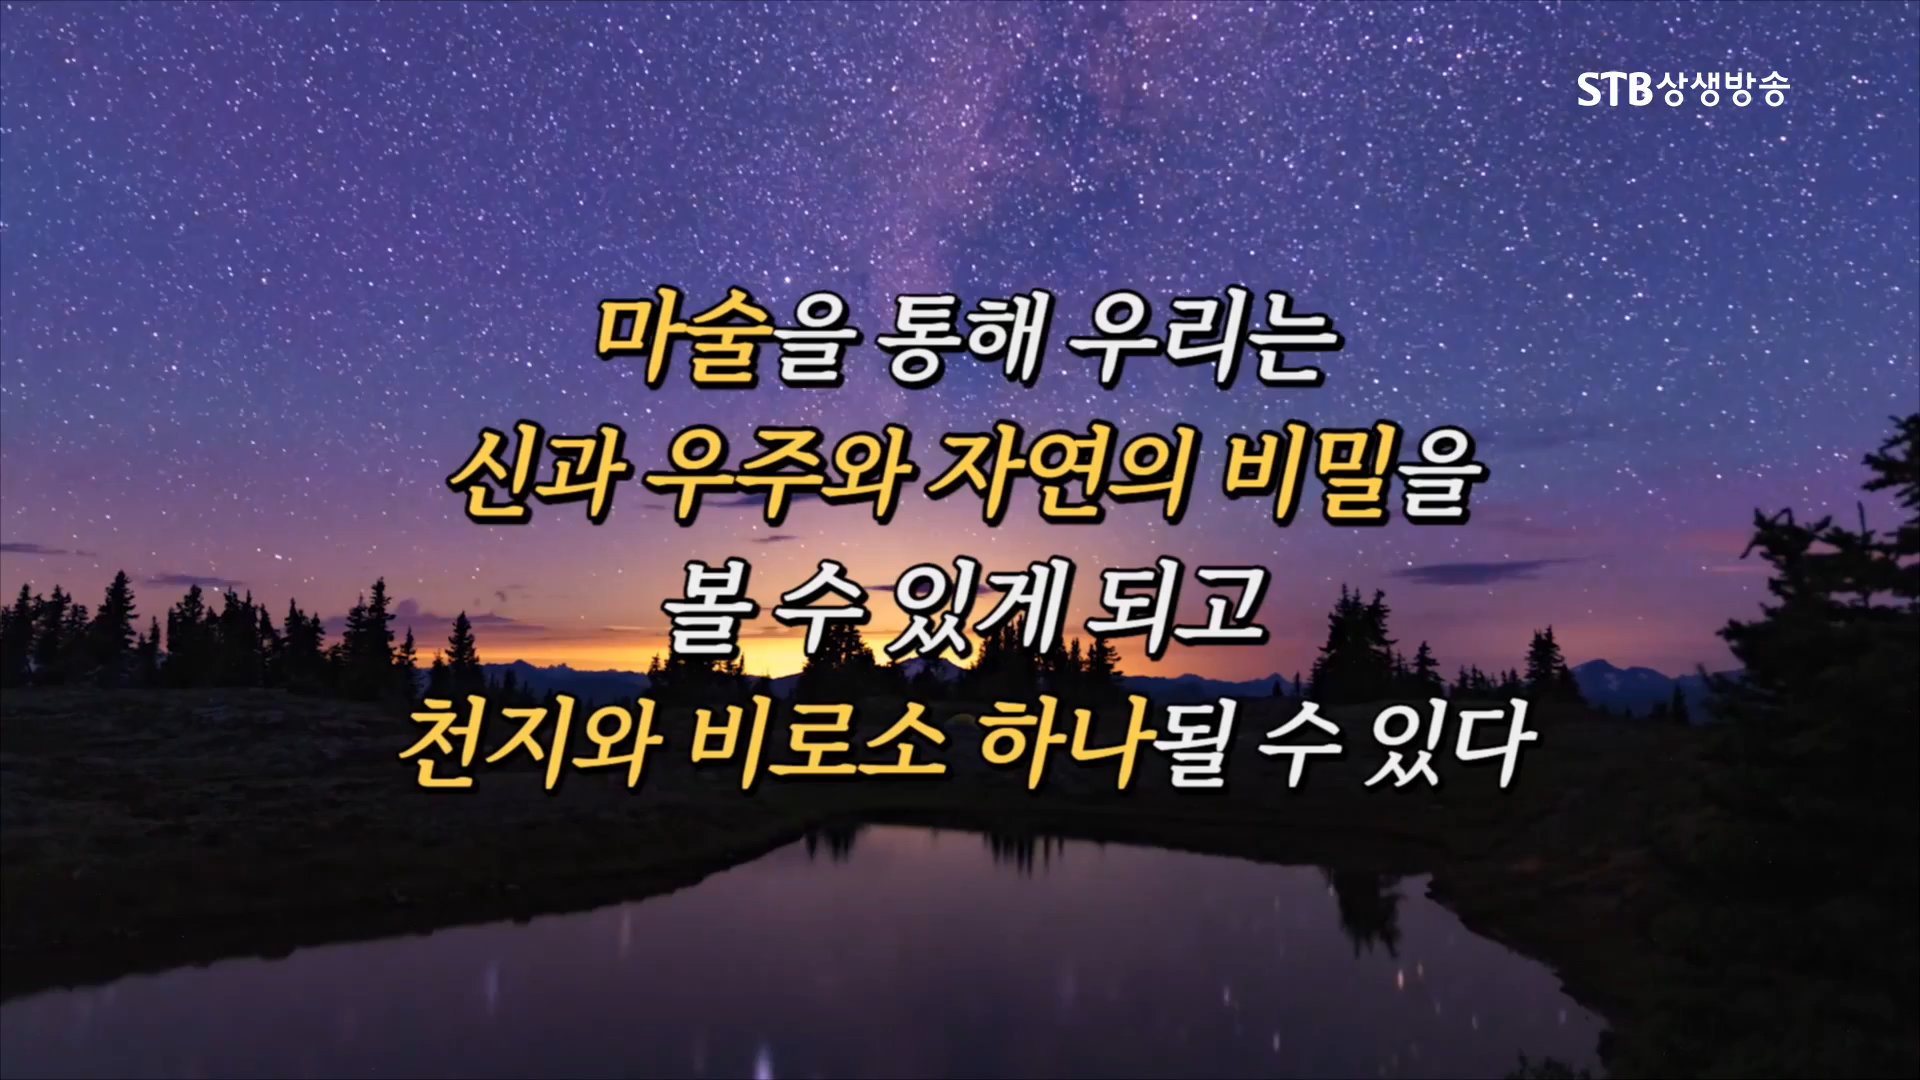 STB상생방송
마술을 통해 우리는
신과 우주와 자연의 비밀을
볼 수 있게 되고
천지와 비로소 하나될 수 있다